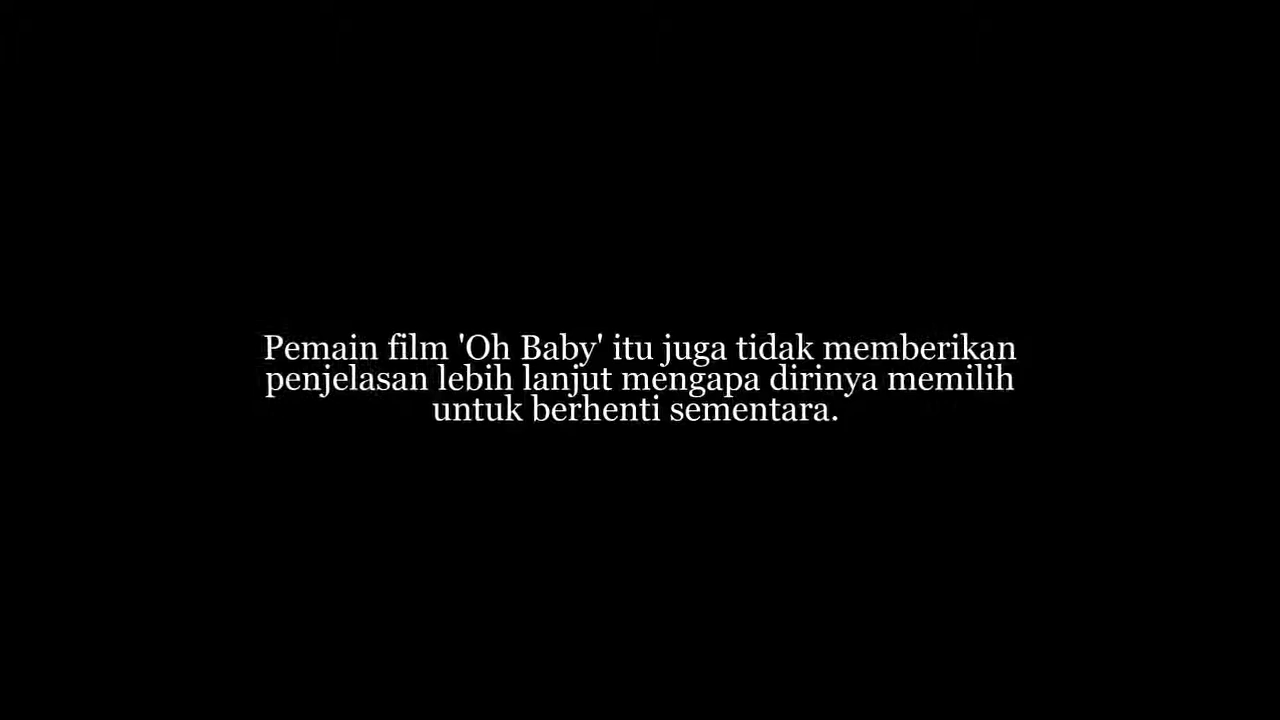 Pemain film 'Oh Baby' itu juga tidak memberikan
penjelasan lebih lanjut mengapa dirinya memilih
untuk berhenti sementara.